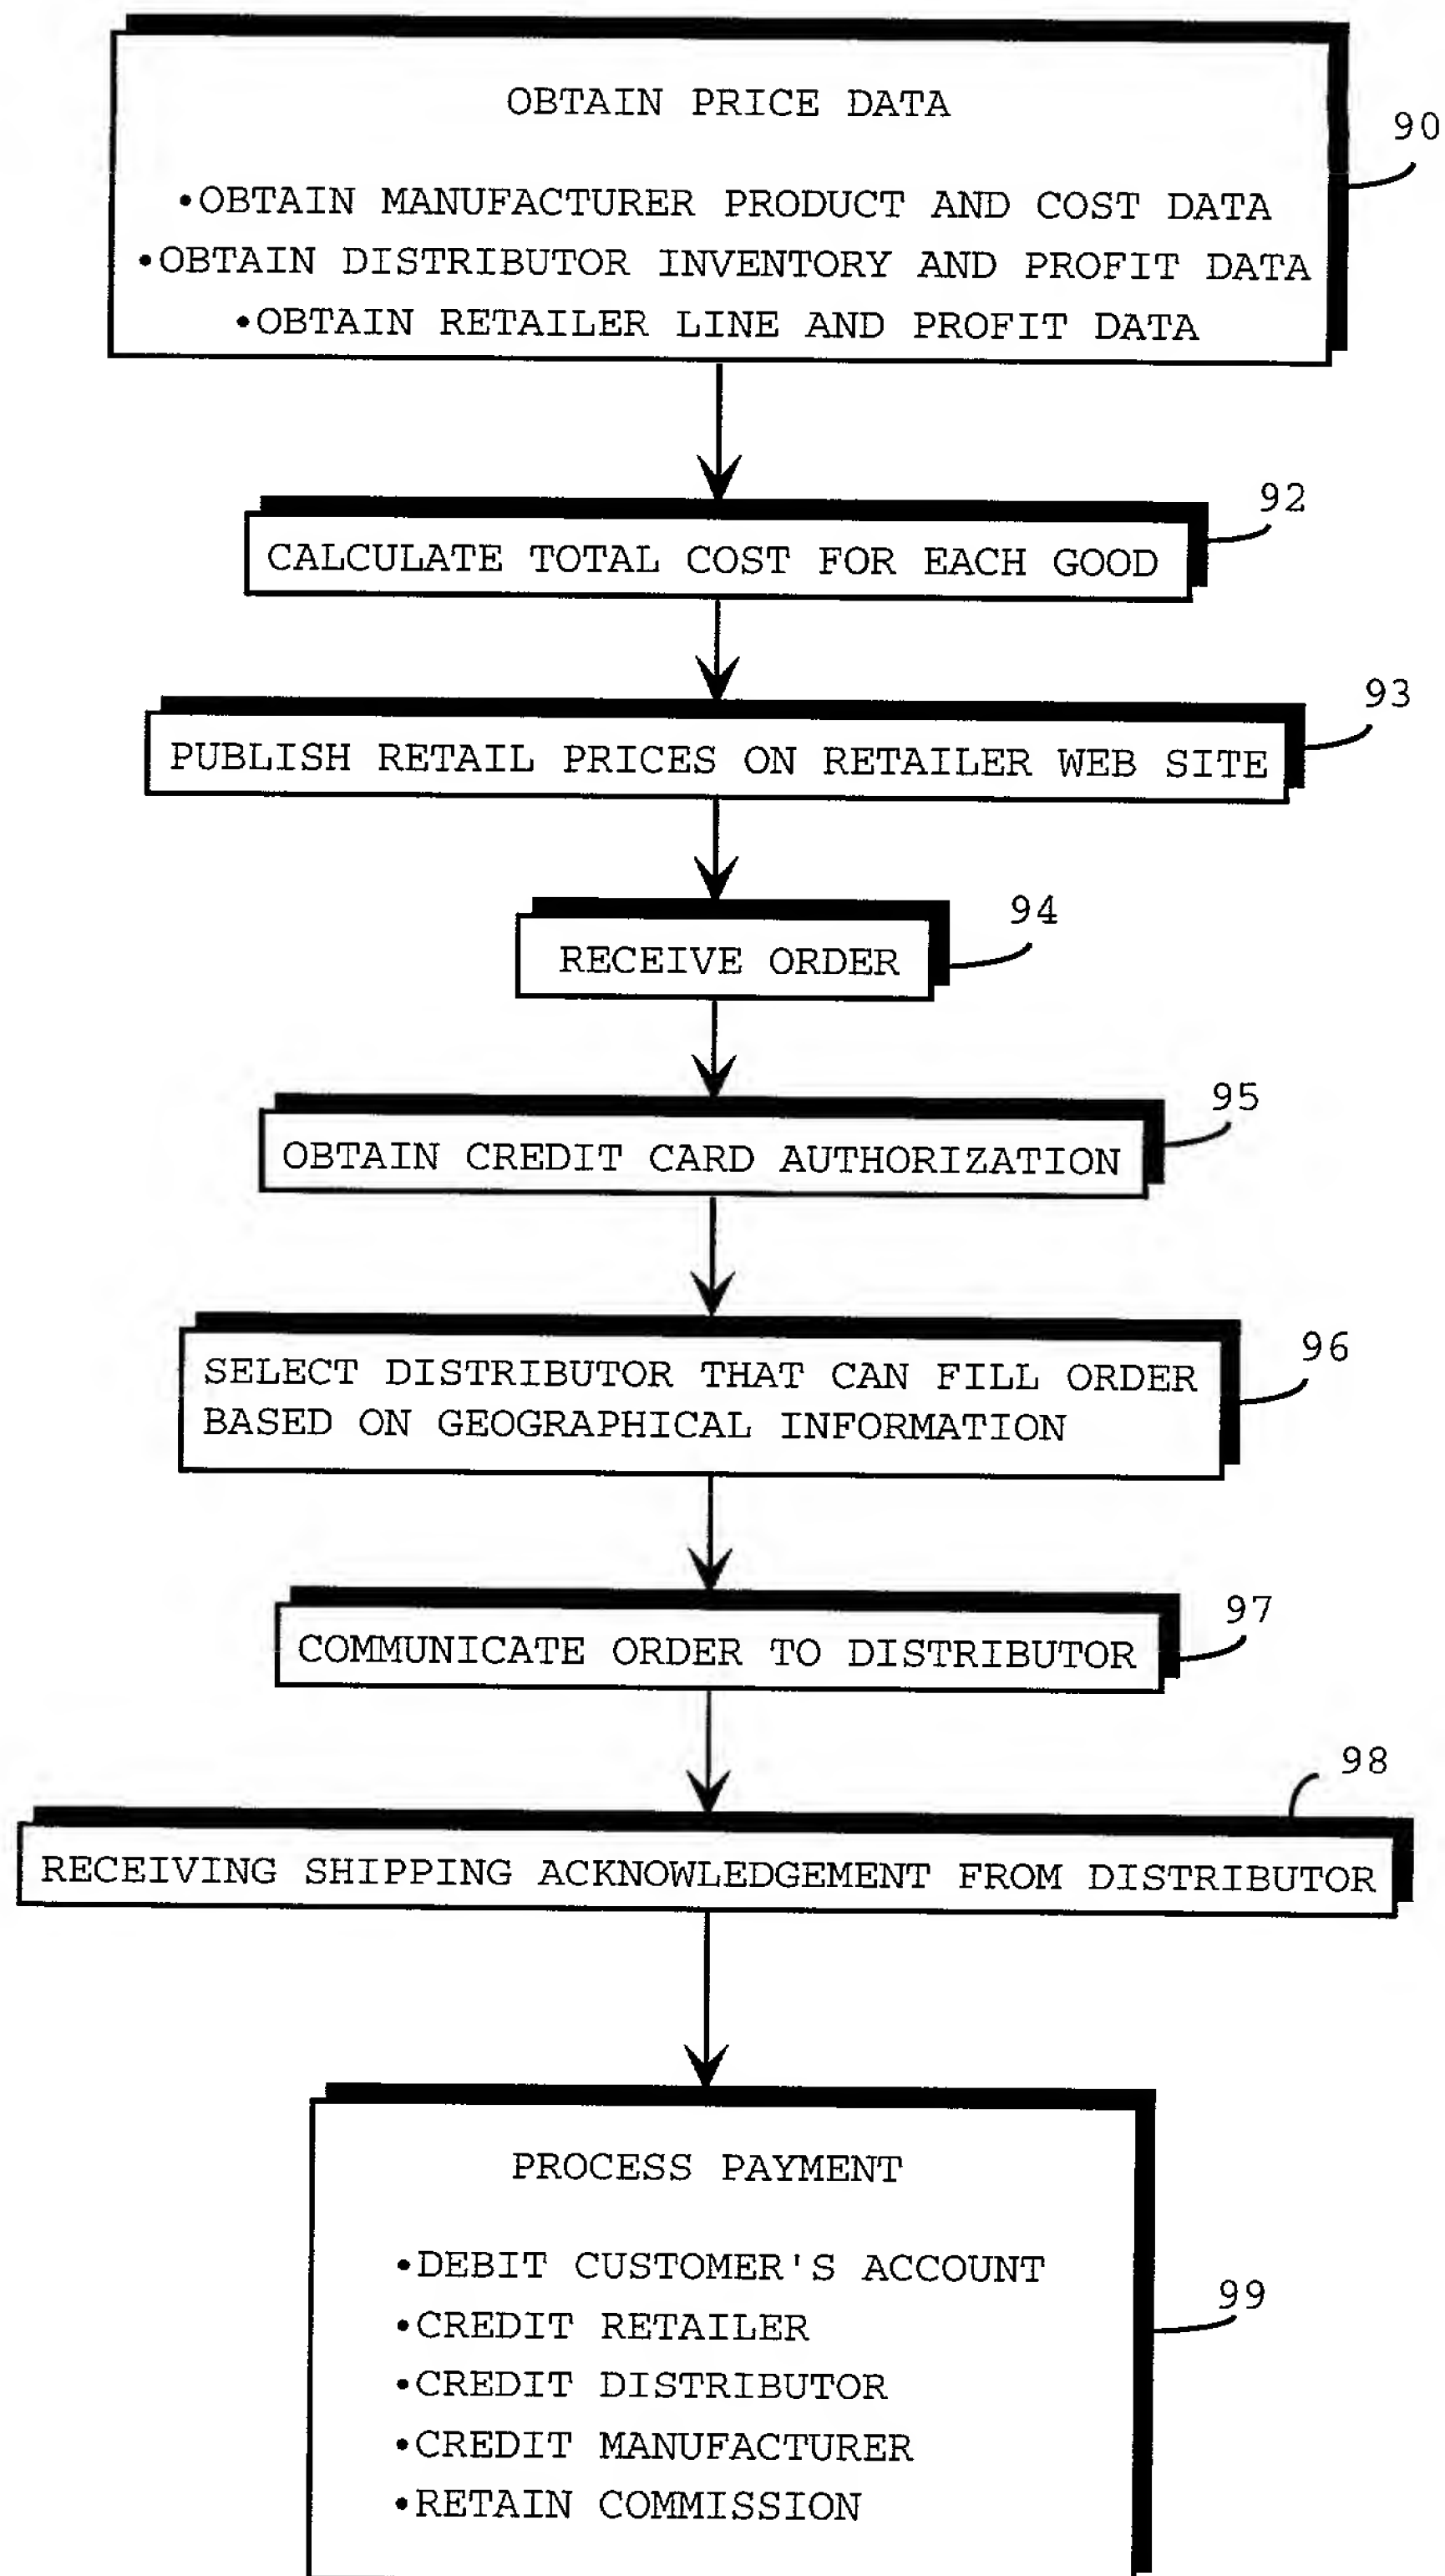 OBTAIN PRICE DATA
90
•OBTAIN MANUFACTURER PRODUCT AND COST DATA
•OBTAIN DISTRIBUTOR INVENTORY AND PROFIT DATA
•OBTAIN RETAILER LINE AND PROFIT DATA
92
CALCULATE TOTAL COST FOR EACH GOOD
93
PUBLISH RETAIL PRICES ON RETAILER WEB SITE
94
RECEIVE ORDER
95
OBTAIN CREDIT CARD AUTHORIZATION
96
SELECT DISTRIBUTOR THAT CAN FILL ORDER
BASED ON GEOGRAPHICAL INFORMATION
97
COMMUNICATE ORDER TO DISTRIBUTOR
98
RECEIVING SHIPPING ACKNOWLEDGEMENT FROM DISTRIBUTOR
PROCESS PAYMENT
•DEBIT CUSTOMER'S ACCOUNT
99
•CREDIT RETAILER
•CREDIT DISTRIBUTOR
•CREDIT MANUFACTURER
•RETAIN COMMISSION